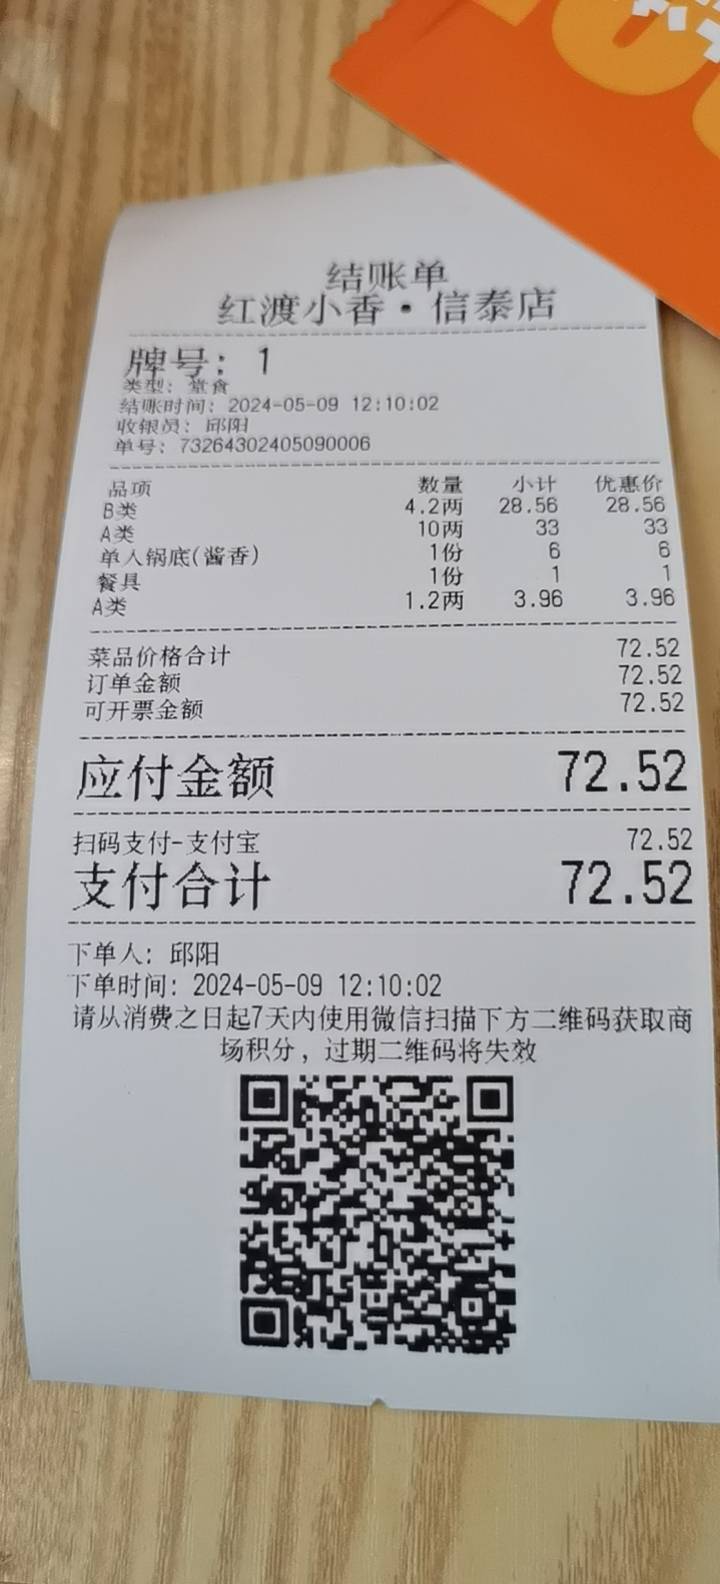 结账单
红渡小香·信泰店
牌号：1
类型：堂食
结账时间：2024-05-09 12:10:02
收银员：邱阳
单号：73264302405090006
品项 数量 小计 优惠价
B类 4.2两 28.56 28.56
A类 10两 33 33
单人锅底(酱香) 1份 6 6
餐具 1份 1 1
A类 1.2两 3.96 3.96
菜品价格合计 72.52
订单金额 72.52
可开票金额 72.52
应付金额 72.52
扫码支付-支付宝 72.52
支付合计 72.52
下单人：邱阳
下单时间：2024-05-09 12:10:02
请从消费之日起7天内使用微信扫描下方二维码获取商
场积分，过期二维码将失效